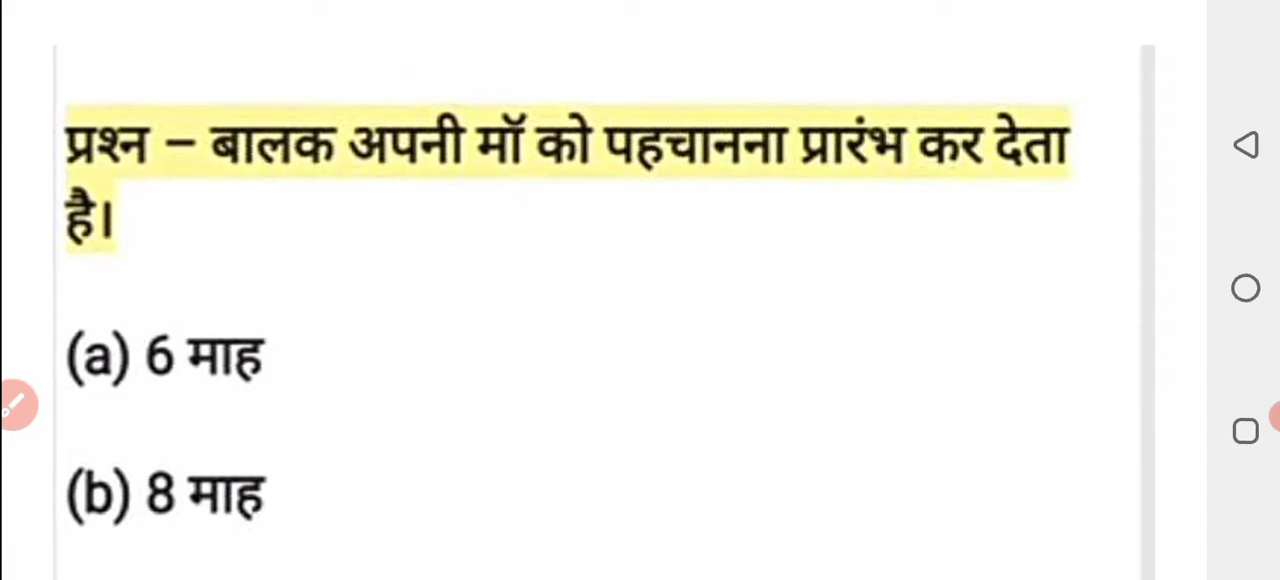 प्रश्न – बालक अपनी मॉ को पहचानना प्रारंभ कर देता
है।
(a) 6 माह
(b) 8 माह